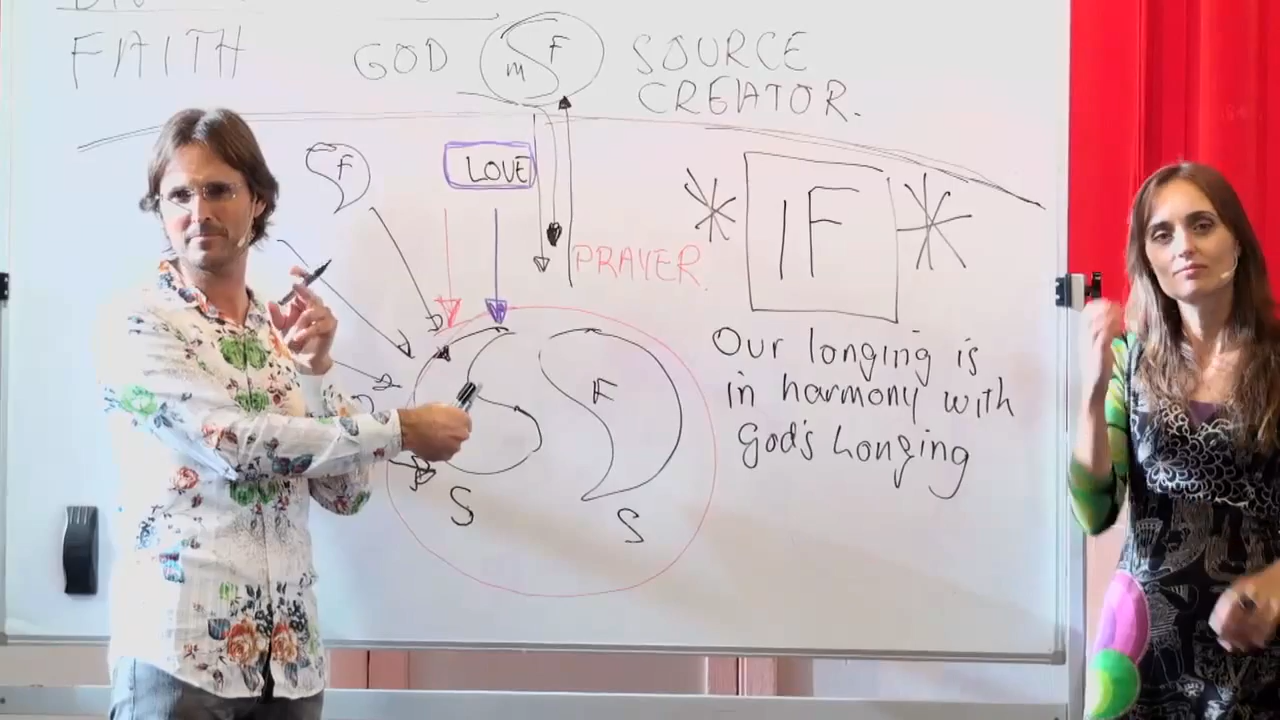 FAITH GOD m F SOURCE
CREATOR.
F LOVE
* IF *
PRAYER.
Our longing is
in harmony with
God's Longing
F
S S